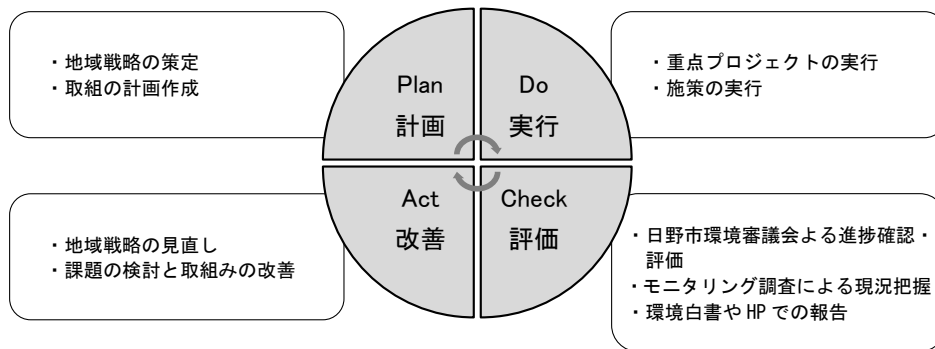 ・地域戦略の策定
・取組の計画作成
Plan
計画
Do
実行
・重点プロジェクトの実行
・施策の実行
・地域戦略の見直し
・課題の検討と取組みの改善
Act
改善
Check
評価
・日野市環境審議会よる進捗確認・
評価
・モニタリング調査による現況把握
・環境白書や HP での報告